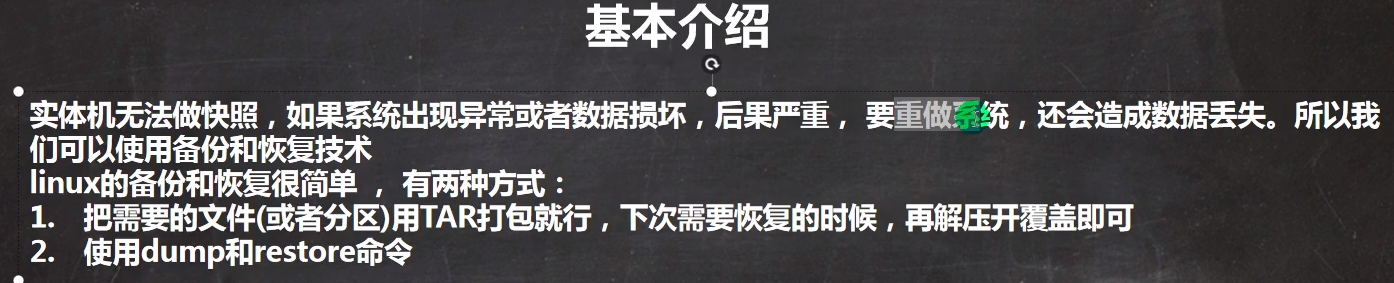 基本介绍
实体机无法做快照，如果系统出现异常或者数据损坏，后果严重， 要重做系统，还会造成数据丢失。所以我
们可以使用备份和恢复技术
linux的备份和恢复很简单 ， 有两种方式：
1. 把需要的文件(或者分区)用TAR打包就行，下次需要恢复的时候，再解压开覆盖即可
2. 使用dump和restore命令